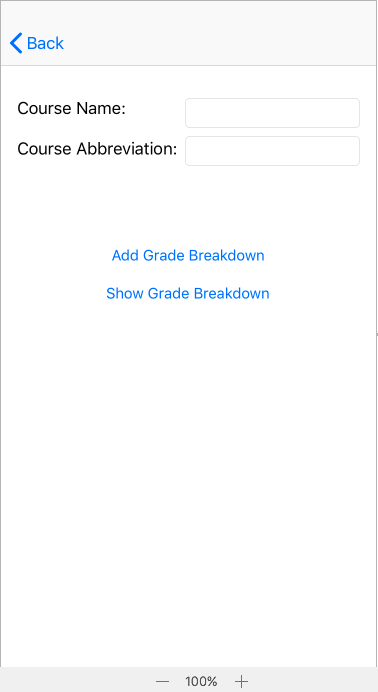 Back
Course Name:
Course Abbreviation:
Add Grade Breakdown
Show Grade Breakdown
100%